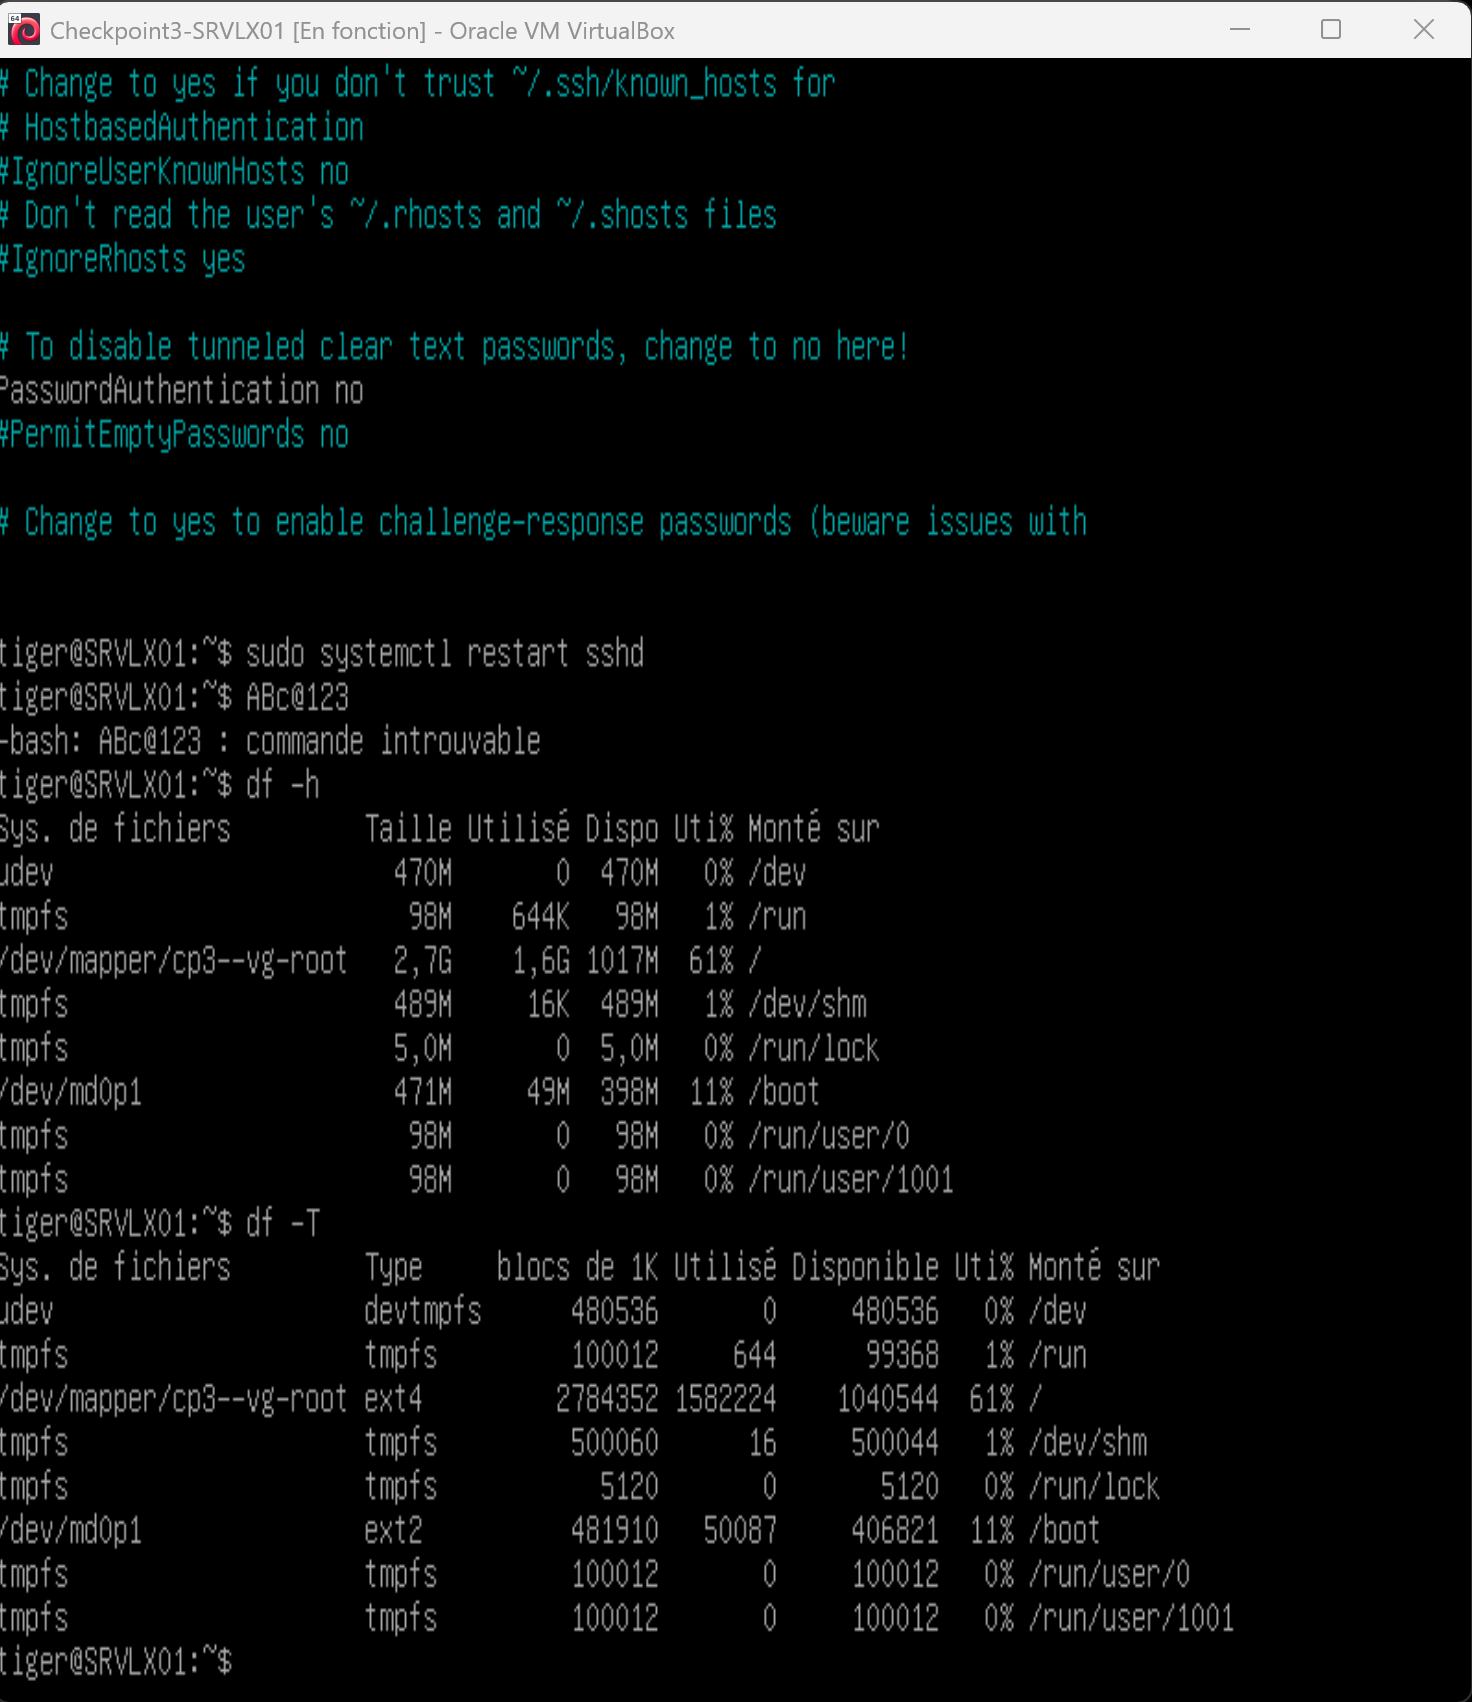 64
Checkpoint3-SRVLX01 [En fonction] - Oracle VM VirtualBox
# Change to yes if you don't trust ~/.ssh/known_hosts for
# HostbasedAuthentication
#IgnoreUserKnownHosts no
# Don't read the user's ~/.rhosts and ~/.shosts files
#IgnoreRhosts yes
# To disable tunneled clear text passwords, change to no here!
PasswordAuthentication no
#PermitEmptyPasswords no
# Change to yes to enable challenge-response passwords (beware issues with
tiger@SRVLX01:~$ sudo systemctl restart sshd
tiger@SRVLX01:~$ ABc@123
-bash: ABc@123 : commande introuvable
tiger@SRVLX01:~$ df -h
Sys. de fichiers Taille Utilisé Dispo Uti% Monté sur
udev 470M 0 470M 0% /dev
tmpfs 98M 644K 98M 1% /run
/dev/mapper/cp3--vg-root 2,7G 1,6G 1017M 61% /
tmpfs 489M 16K 489M 1% /dev/shm
tmpfs 5,0M 0 5,0M 0% /run/lock
/dev/md0p1 471M 49M 398M 11% /boot
tmpfs 98M 0 98M 0% /run/user/0
tmpfs 98M 0 98M 0% /run/user/1001
tiger@SRVLX01:~$ df -T
Sys. de fichiers Type blocs de 1K Utilisé Disponible Uti% Monté sur
udev devtmpfs 480536 0 480536 0% /dev
tmpfs tmpfs 100012 644 99368 1% /run
/dev/mapper/cp3--vg-root ext4 2784352 1582224 1040544 61% /
tmpfs tmpfs 500060 16 500044 1% /dev/shm
tmpfs tmpfs 5120 0 5120 0% /run/lock
/dev/md0p1 ext2 481910 50087 406821 11% /boot
tmpfs tmpfs 100012 0 100012 0% /run/user/0
tmpfs tmpfs 100012 0 100012 0% /run/user/1001
tiger@SRVLX01:~$